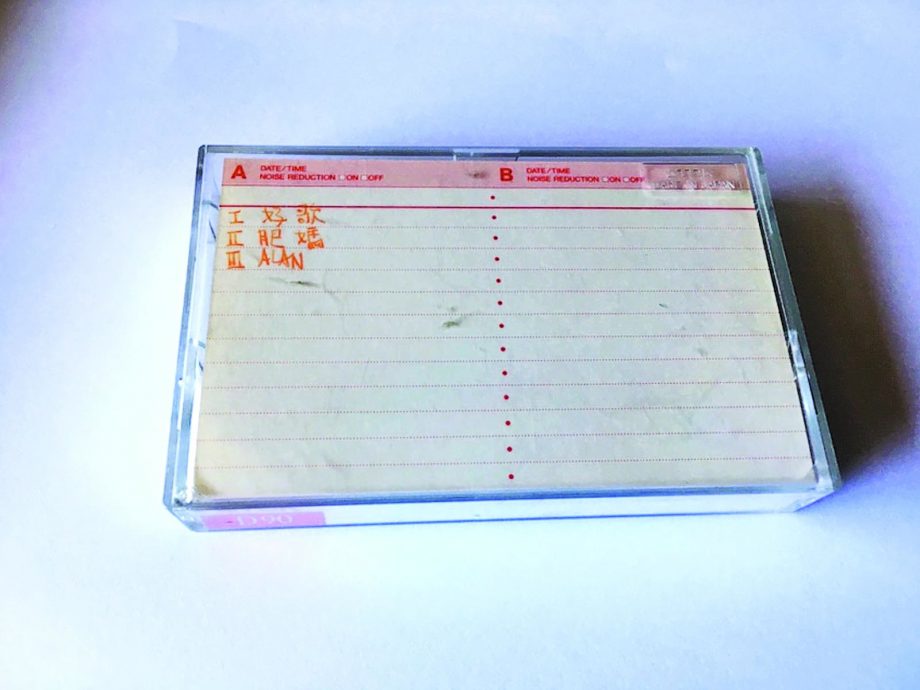 A DATE/TIME
NOISE REDUCTION □ON □OFF
B DATE/TIME
NOISE REDUCTION □ON □OFF
I 好歌
II 肥媽
III ALAN
D90